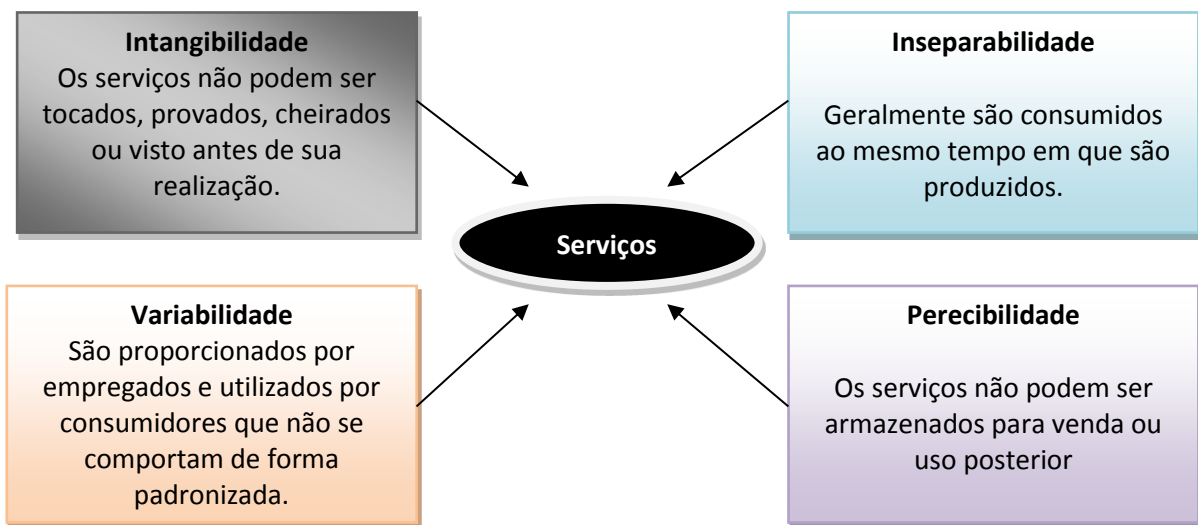 Intangibilidade
Os serviços não podem ser
tocados, provados, cheirados
ou visto antes de sua
realização.
Inseparabilidade
Geralmente são consumidos
ao mesmo tempo em que são
produzidos.
Serviços
Variabilidade
São proporcionados por
empregados e utilizados por
consumidores que não se
comportam de forma
padronizada.
Perecibilidade
Os serviços não podem ser
armazenados para venda ou
uso posterior